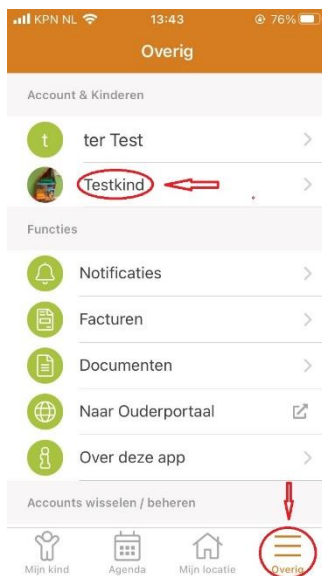 KPN NL 13:43 76%
Overig
Account & Kinderen
t ter Test
Testkind
Functies
Notificaties
Facturen
Documenten
Naar Ouderportaal
Over deze app
Accounts wisselen / beheren
Mijn kind Agenda Mijn locatie Overig